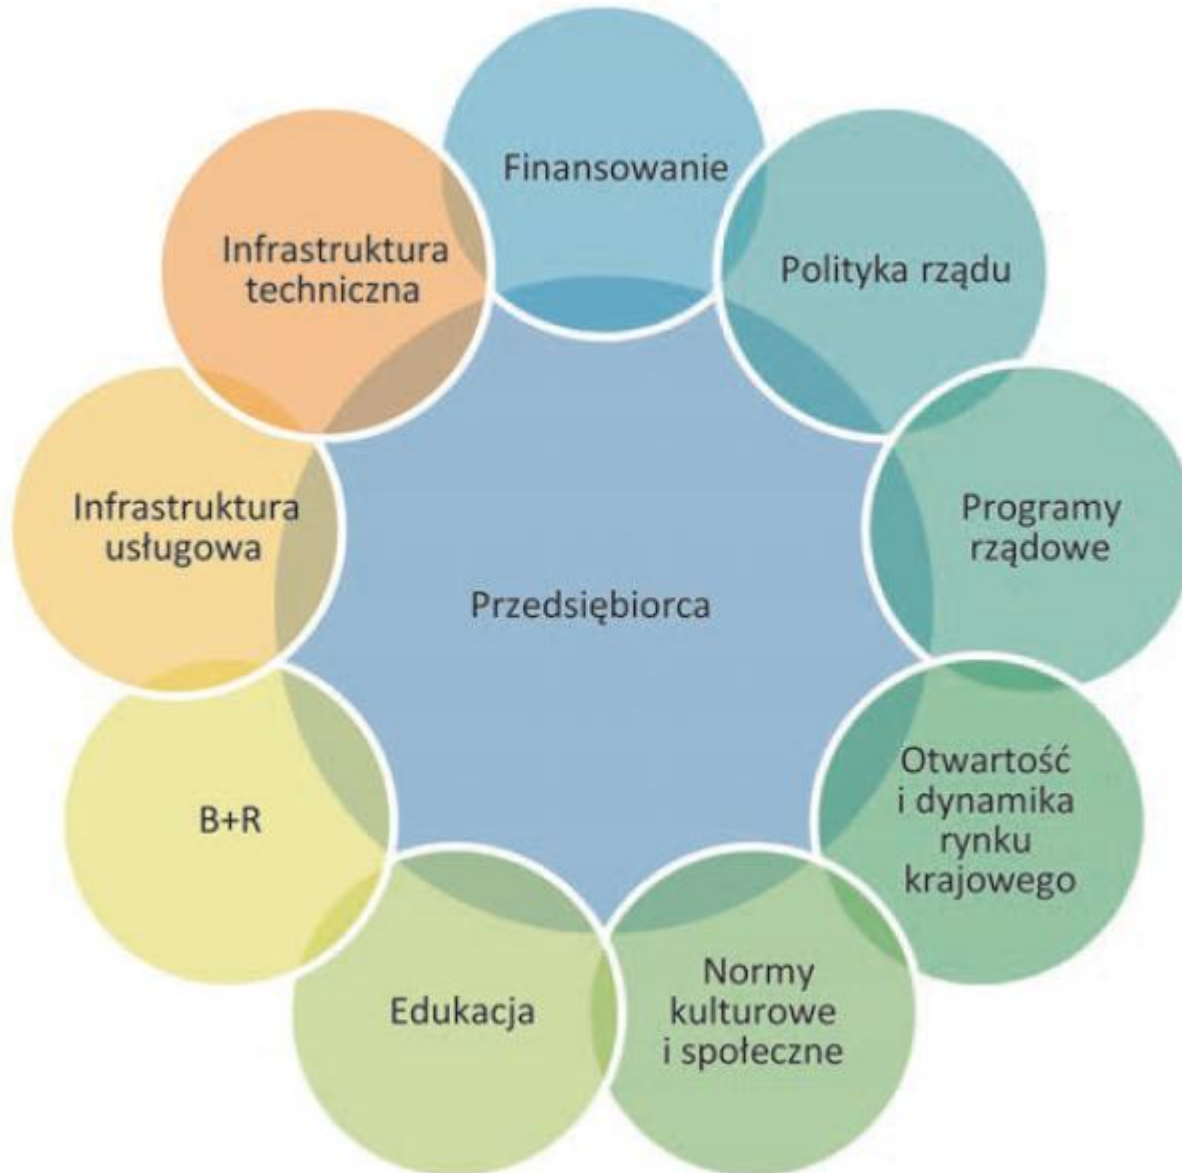 Finansowanie
Polityka rządu
Programy
rządowe
Otwartość
i dynamika
rynku
krajowego
Normy
kulturowe
i społeczne
Edukacja
B+R
Infrastruktura
usługowa
Infrastruktura
techniczna
Przedsiębiorca